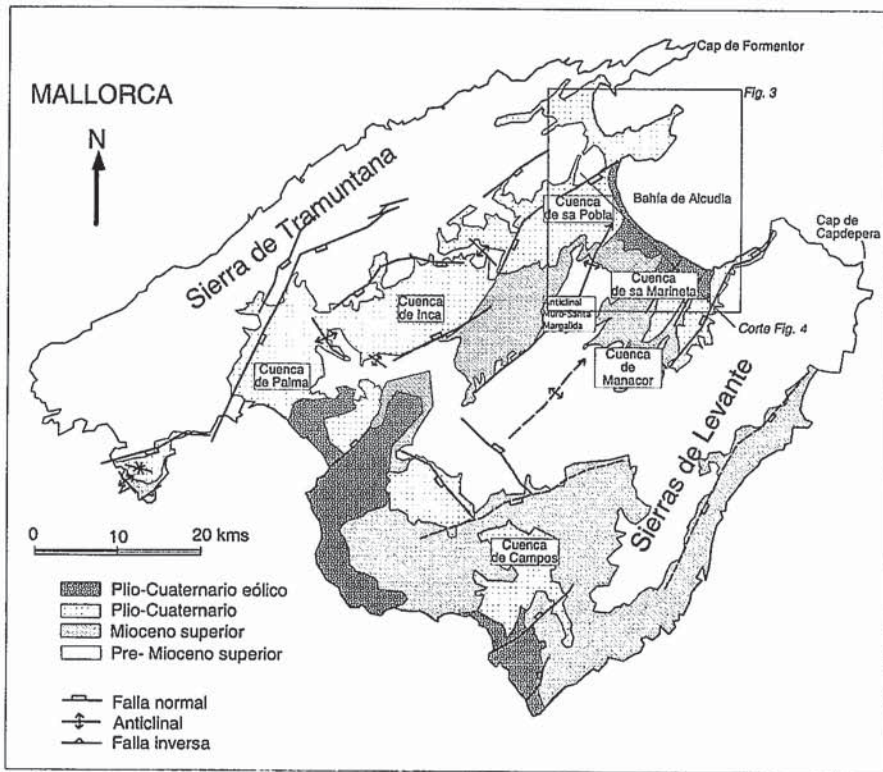 Cap de Formentor
MALLORCA
Fig. 3
N
Sierra de Tramuntana
Bahía de Alcudia
Cuenca
de sa Pobla
Cap de
Capdepera
Cuenca
de Inca
Cuenca
de sa Marineta
Anticlinal
Muro-Santa
Margalida
Corte Fig. 4
Cuenca
de Palma
Cuenca
de
Manacor
Sierras de Levante
0 10 20 kms
Cuenca
de Campos
Plio-Cuaternario eólico
Plio-Cuaternario
Mioceno superior
Pre- Mioceno superior
Falla normal
Anticlinal
Falla inversa